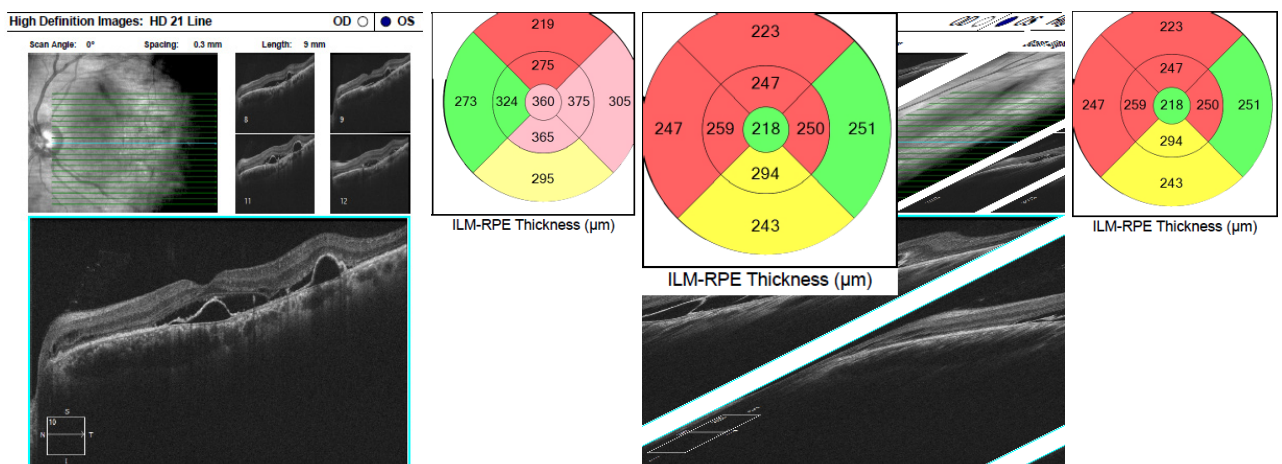 High Definition Images: HD 21 Line
OD
OS
Scan Angle: 0°
Spacing: 0.3 mm
Length: 9 mm
8
9
11
12
10
S
N
T
I
219
275
273
324
360
375
305
365
295
ILM-RPE Thickness (µm)
223
247
247
259
218
250
251
294
243
ILM-RPE Thickness (µm)
OS
223
247
247
259
218
250
251
294
243
ILM-RPE Thickness (µm)